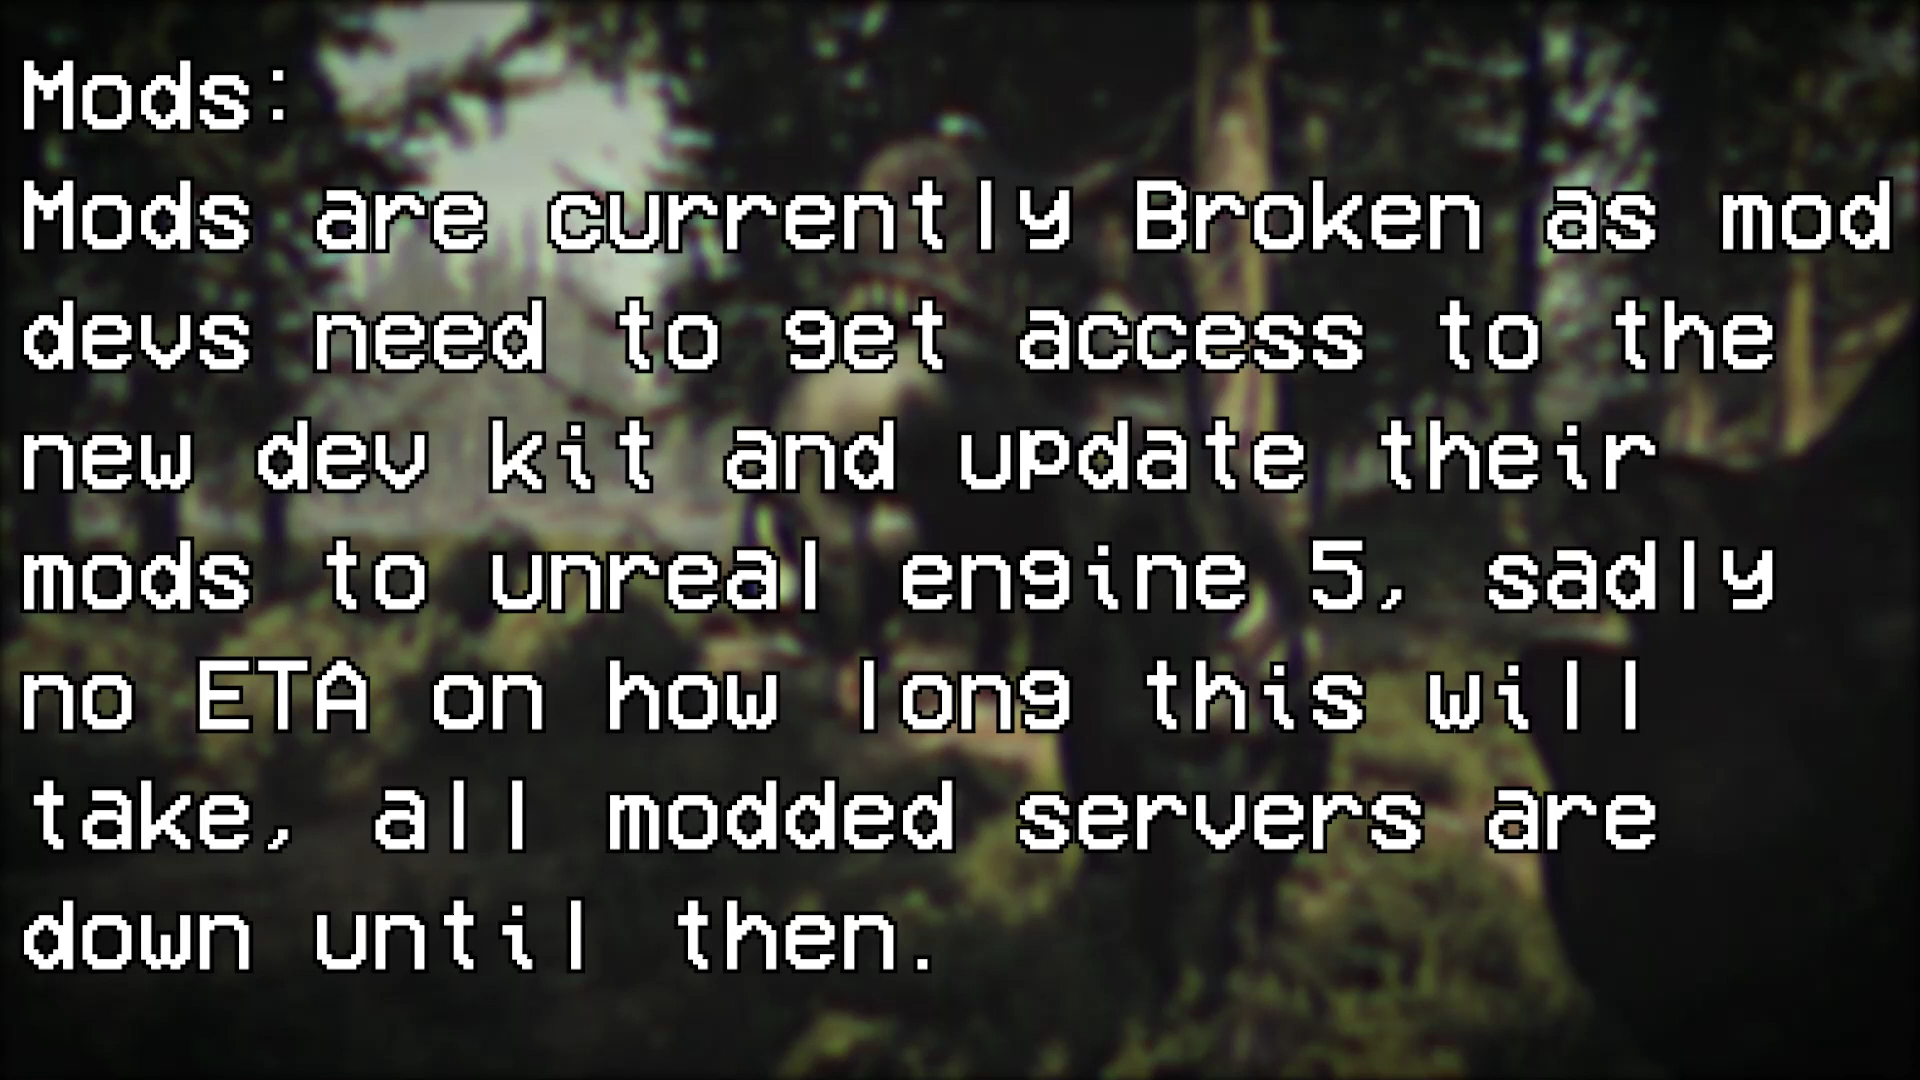 Mods:
Mods are currently Broken as mod
devs need to get access to the
new dev kit and update their
mods to unreal engine 5, sadly
no ETA on how long this will
take, all modded servers are
down until then.